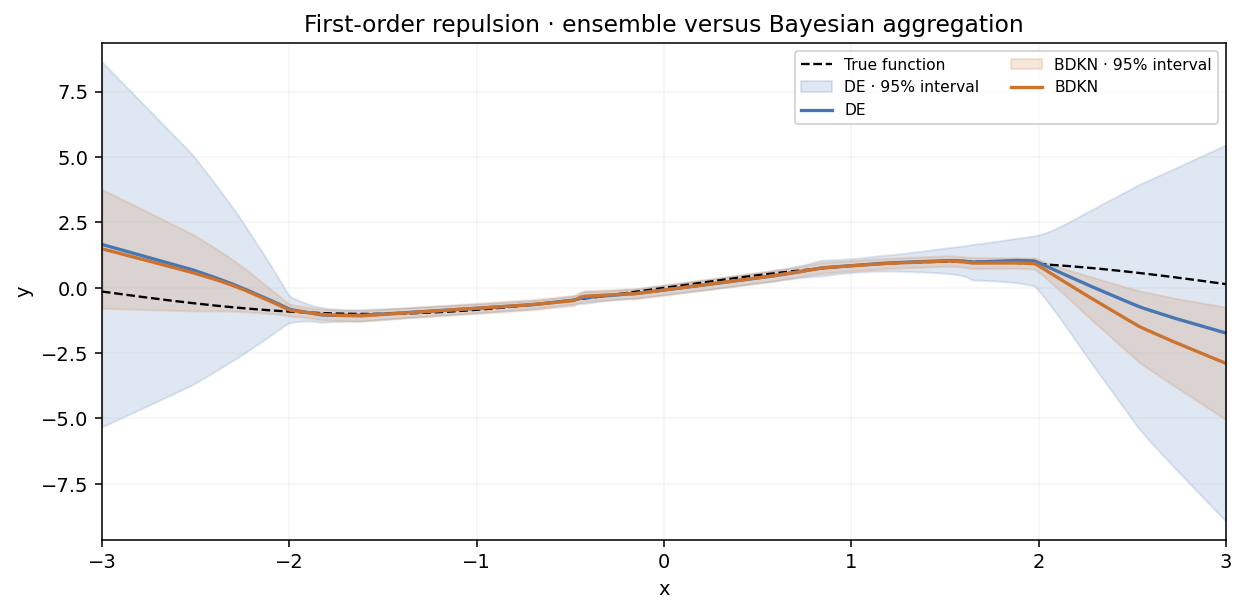 First-order repulsion · ensemble versus Bayesian aggregation
True function
DE · 95% interval
DE
BDKN · 95% interval
BDKN
y
7.5
5.0
2.5
0.0
−2.5
−5.0
−7.5
−3
−2
−1
0
1
2
3
x